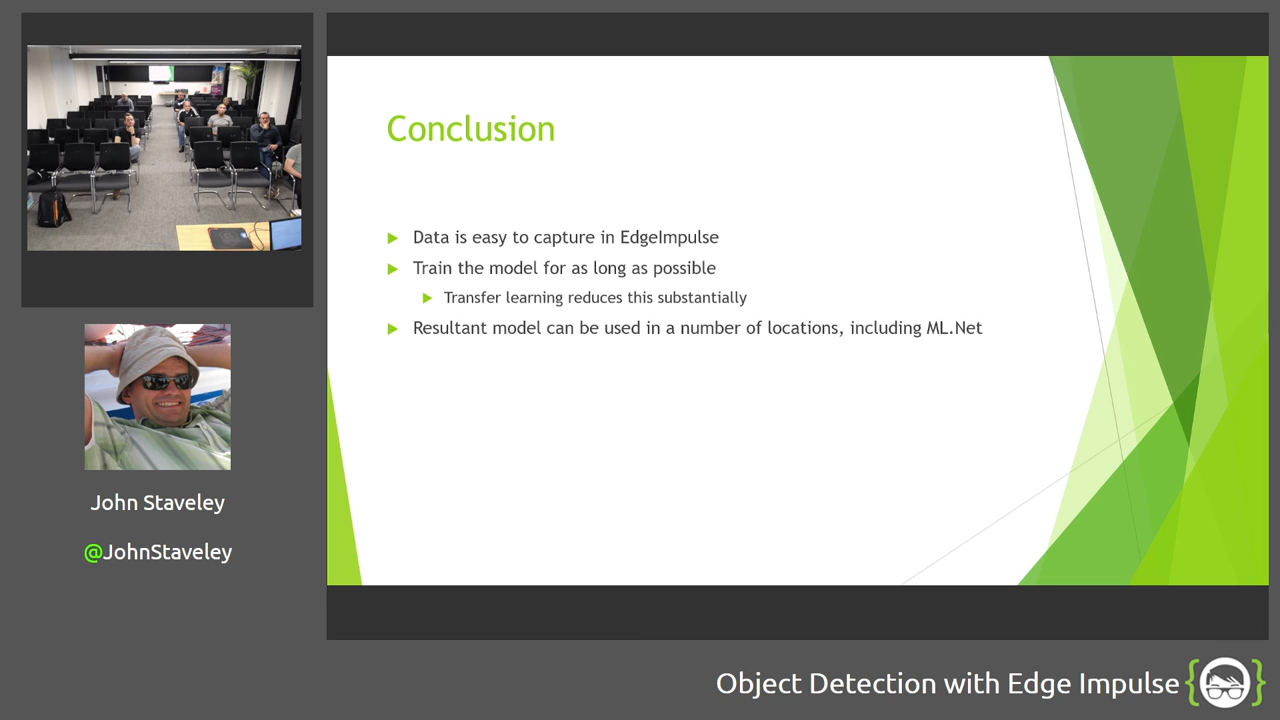 Conclusion
Data is easy to capture in EdgeImpulse
Train the model for as long as possible
Transfer learning reduces this substantially
Resultant model can be used in a number of locations, including ML.Net
John Staveley
@JohnStaveley
Object Detection with Edge Impulse